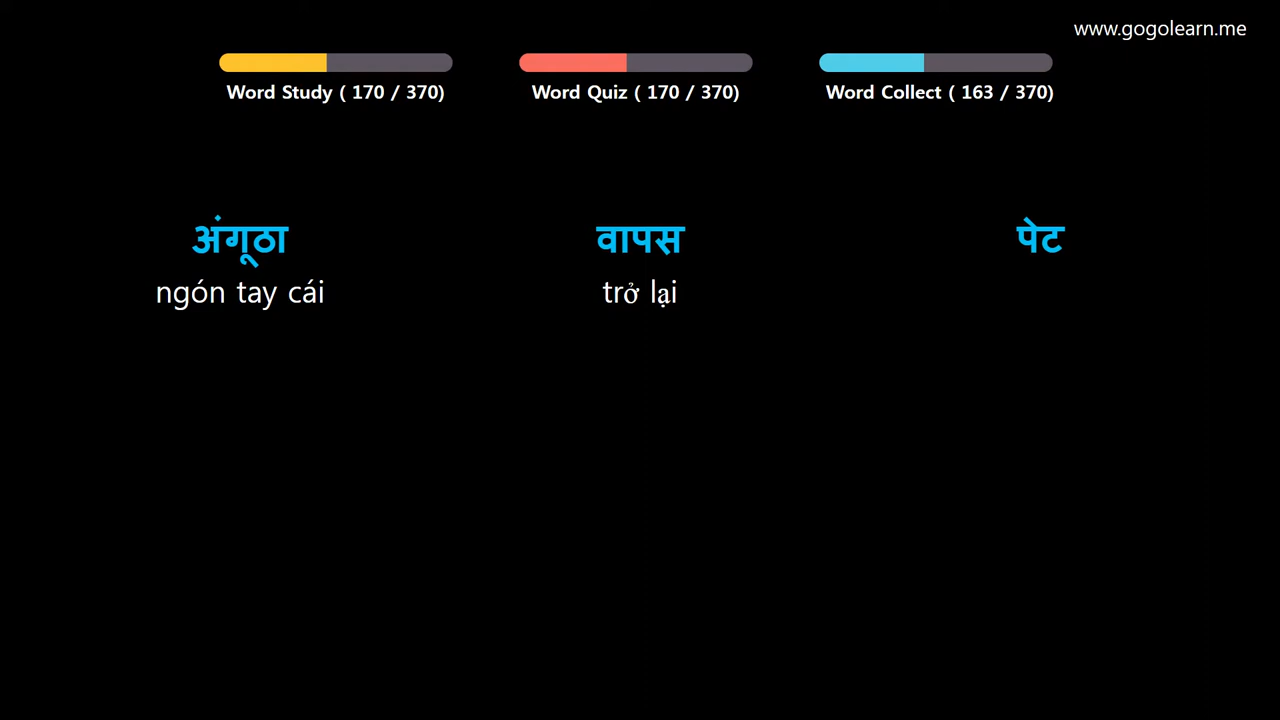 www.gogolearn.me
Word Study ( 170 / 370)
Word Quiz ( 170 / 370)
Word Collect ( 163 / 370)
अंगूठा
वापस
पेट
ngón tay cái
trở lại